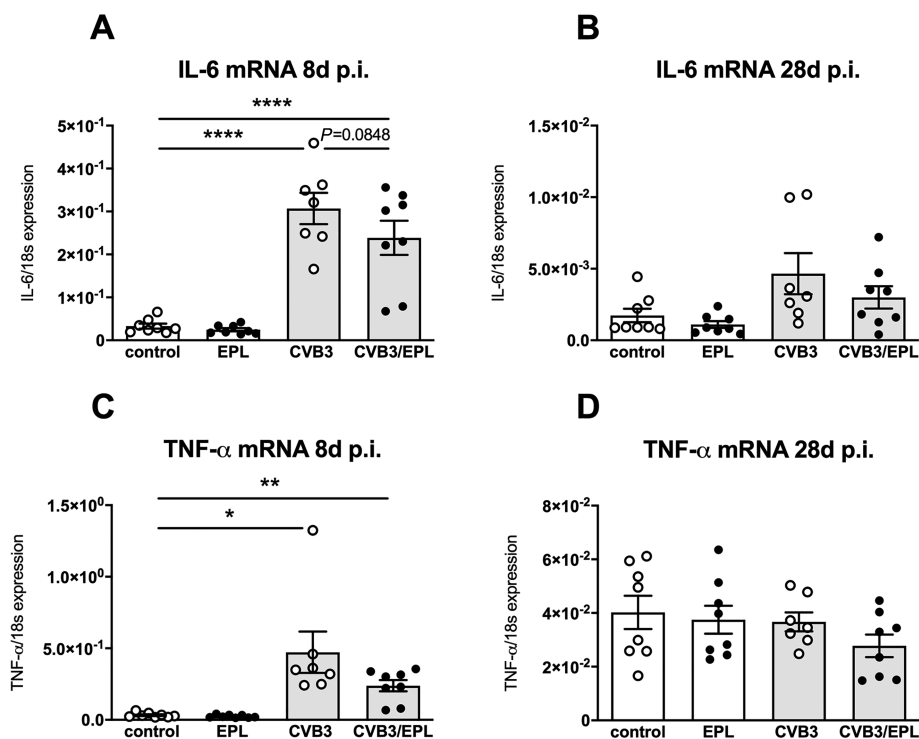 A
IL-6 mRNA 8d p.i.
****
****
P=0.0848
5×10⁻¹
4×10⁻¹
3×10⁻¹
2×10⁻¹
1×10⁻¹
0
IL-6/18s expression
control EPL CVB3 CVB3/EPL
B
IL-6 mRNA 28d p.i.
1.5×10⁻²
1.0×10⁻²
5.0×10⁻³
0.0
IL-6/18s expression
control EPL CVB3 CVB3/EPL
C
TNF-α mRNA 8d p.i.
**
*
1.5×10⁰
1.0×10⁰
5.0×10⁻¹
0.0
TNF-α/18s expression
control EPL CVB3 CVB3/EPL
D
TNF-α mRNA 28d p.i.
8×10⁻²
6×10⁻²
4×10⁻²
2×10⁻²
0
TNF-α/18s expression
control EPL CVB3 CVB3/EPL